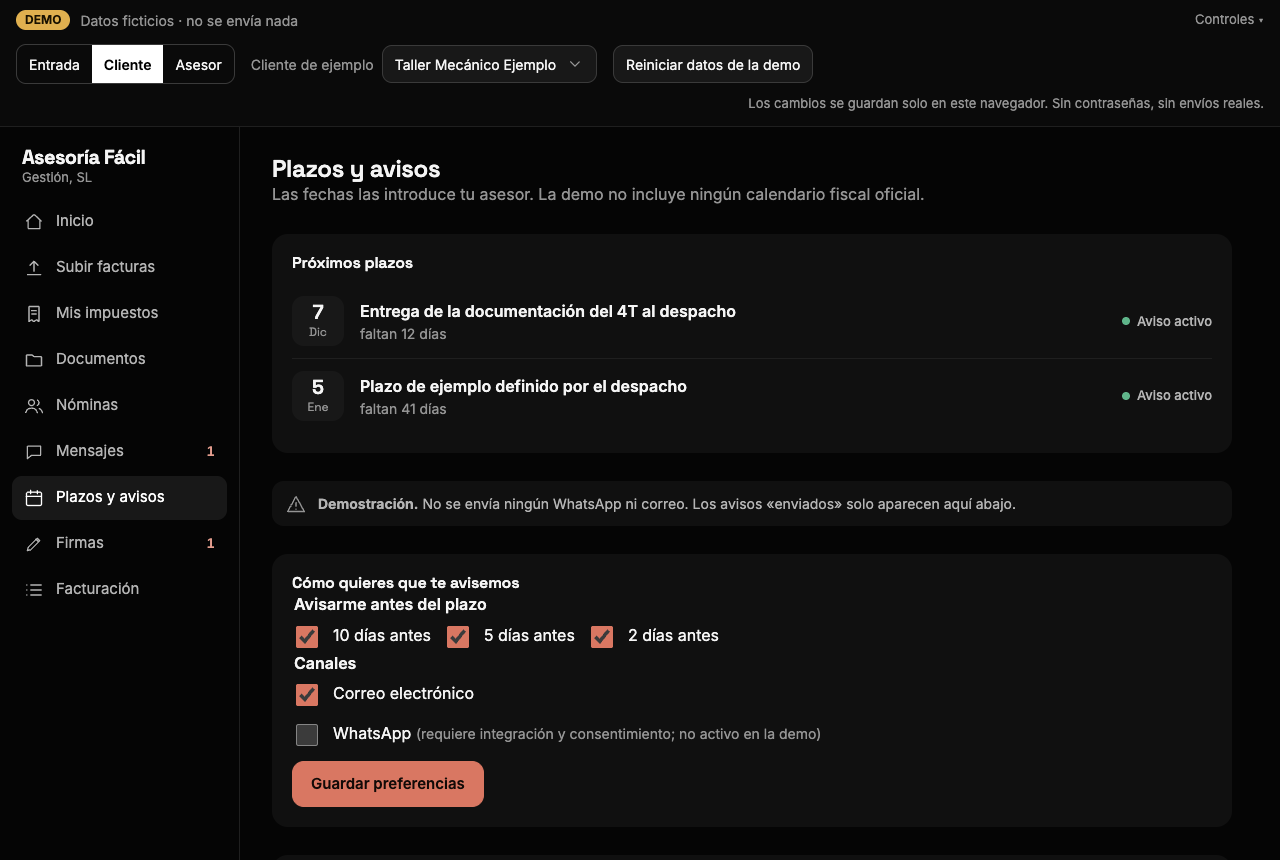 DEMO Datos ficticios · no se envía nada
Controles
Entrada Cliente Asesor Cliente de ejemplo Taller Mecánico Ejemplo Reiniciar datos de la demo
Los cambios se guardan solo en este navegador. Sin contraseñas, sin envíos reales.
Asesoría Fácil
Gestión, SL
Inicio
Subir facturas
Mis impuestos
Documentos
Nóminas
Mensajes 1
Plazos y avisos
Firmas 1
Facturación
Plazos y avisos
Las fechas las introduce tu asesor. La demo no incluye ningún calendario fiscal oficial.
Próximos plazos
7 Dic
Entrega de la documentación del 4T al despacho
faltan 12 días
Aviso activo
5 Ene
Plazo de ejemplo definido por el despacho
faltan 41 días
Aviso activo
Demostración. No se envía ningún WhatsApp ni correo. Los avisos «enviados» solo aparecen aquí abajo.
Cómo quieres que te avisemos
Avisarme antes del plazo
10 días antes 5 días antes 2 días antes
Canales
Correo electrónico
WhatsApp (requiere integración y consentimiento; no activo en la demo)
Guardar preferencias